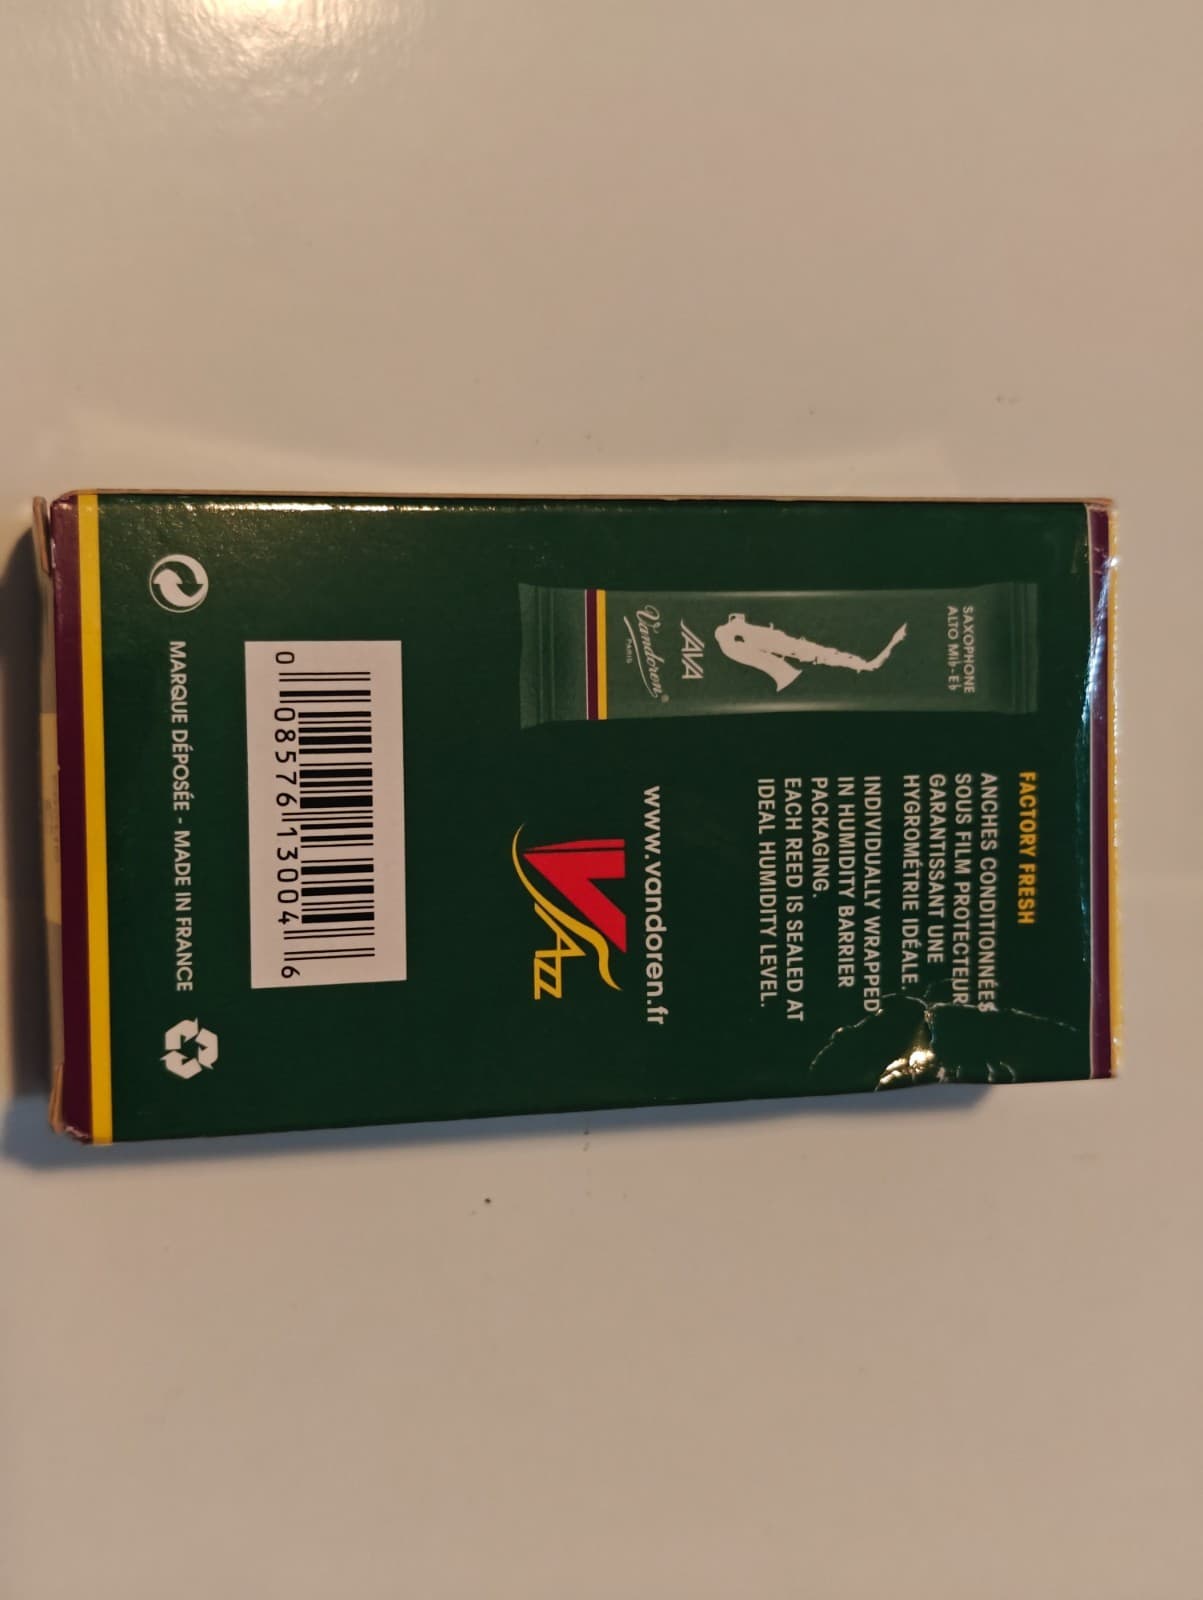 FACTORY FRESH
ANCHES CONDITIONNÉES
SOUS FILM PROTECTEUR
GARANTISSANT UNE
HYGROMÉTRIE IDÉALE.
INDIVIDUALLY WRAPPED
IN HUMIDITY BARRIER
PACKAGING.
EACH REED IS SEALED AT
IDEAL HUMIDITY LEVEL.
SAXOPHONE
ALTO Mib-Eb
JAVA
Vandoren®
PARIS
www.vandoren.fr
VJAZZ
0 08576 13004 6
MARQUE DÉPOSÉE - MADE IN FRANCE